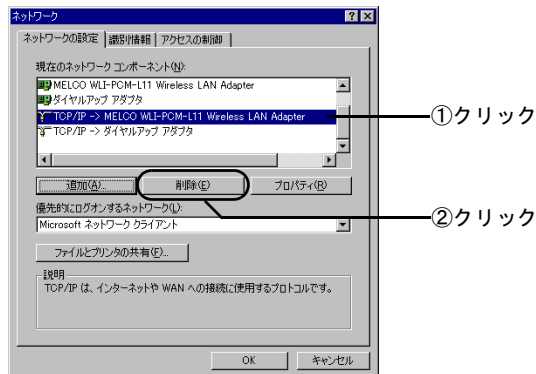 ネットワーク
ネットワークの設定 識別情報 アクセスの制御
現在のネットワーク コンポーネント(N):
MELCO WLI-PCM-L11 Wireless LAN Adapter
ダイヤルアップ アダプタ
TCP/IP -> MELCO WLI-PCM-L11 Wireless LAN Adapter
①クリック
TCP/IP -> ダイヤルアップ アダプタ
追加(A)... 削除(E) プロパティ(R)
優先的にログオンするネットワーク(L):
Microsoft ネットワーク クライアント
②クリック
ファイルとプリンタの共有(F)...
説明
TCP/IP は、インターネットや WAN への接続に使用するプロトコルです。
OK キャンセル